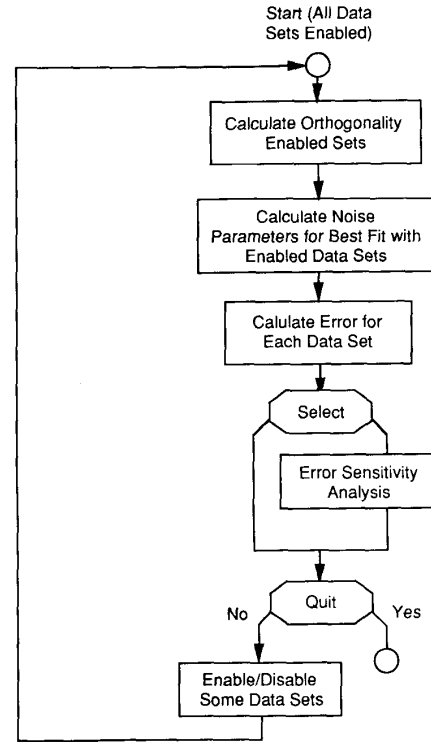 Start (All Data
Sets Enabled)
Calculate Orthogonality
Enabled Sets
Calculate Noise
Parameters for Best Fit with
Enabled Data Sets
Calulate Error for
Each Data Set
Select
Error Sensitivity
Analysis
Quit
No
Yes
Enable/Disable
Some Data Sets